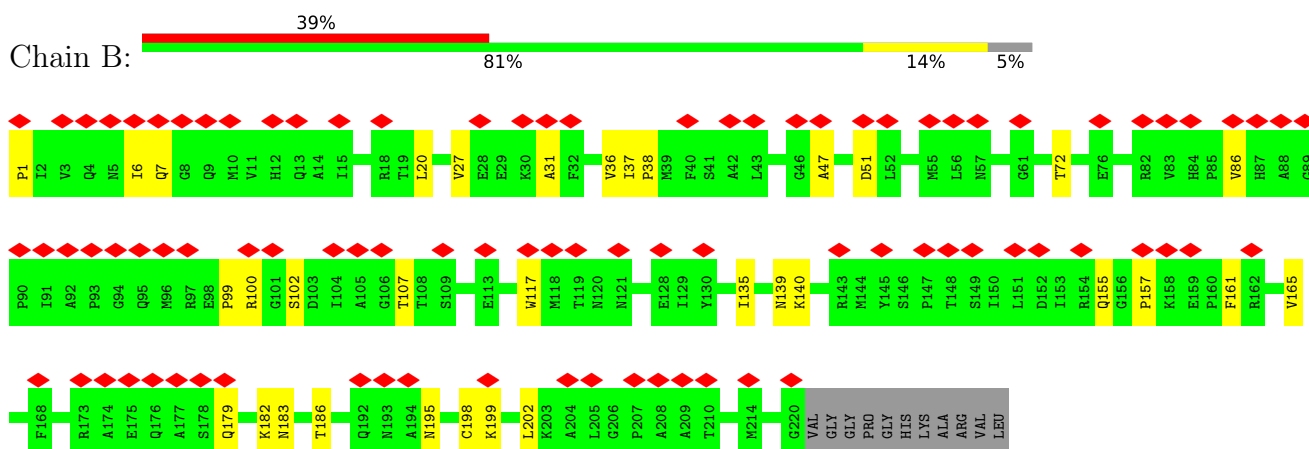 39%
Chain B:
81% 14% 5%
P1 I2 V3 Q4 N5 I6 Q7 G8 Q9 M10 V11 H12 Q13 A14 I15 R18 T19 L20 V27 E28 E29 K30 A31 F32 V36 I37 P38 M39 F40 S41 A42 L43 G46 A47 D51 L52 M55 L56 N57 G61 T72 E76 R82 V83 H84 P85 V86 H87 A88 G89
P90 I91 A92 P93 G94 Q95 M96 R97 E98 P99 R100 G101 S102 D103 I104 A105 G106 T107 T108 S109 E113 W117 M118 T119 N120 N121 E128 I129 Y130 I135 N139 K140 R143 M144 Y145 S146 P147 T148 S149 I150 L151 D152 I153 R154 Q155 G156 P157 K158 E159 P160 F161 R162 V165
F168 R173 A174 E175 Q176 A177 S178 Q179 K182 N183 T186 Q192 N193 A194 N195 C198 K199 L202 K203 A204 L205 G206 P207 A208 A209 T210 M214 G220 VAL GLY GLY PRO GLY HIS LYS ALA ARG VAL LEU